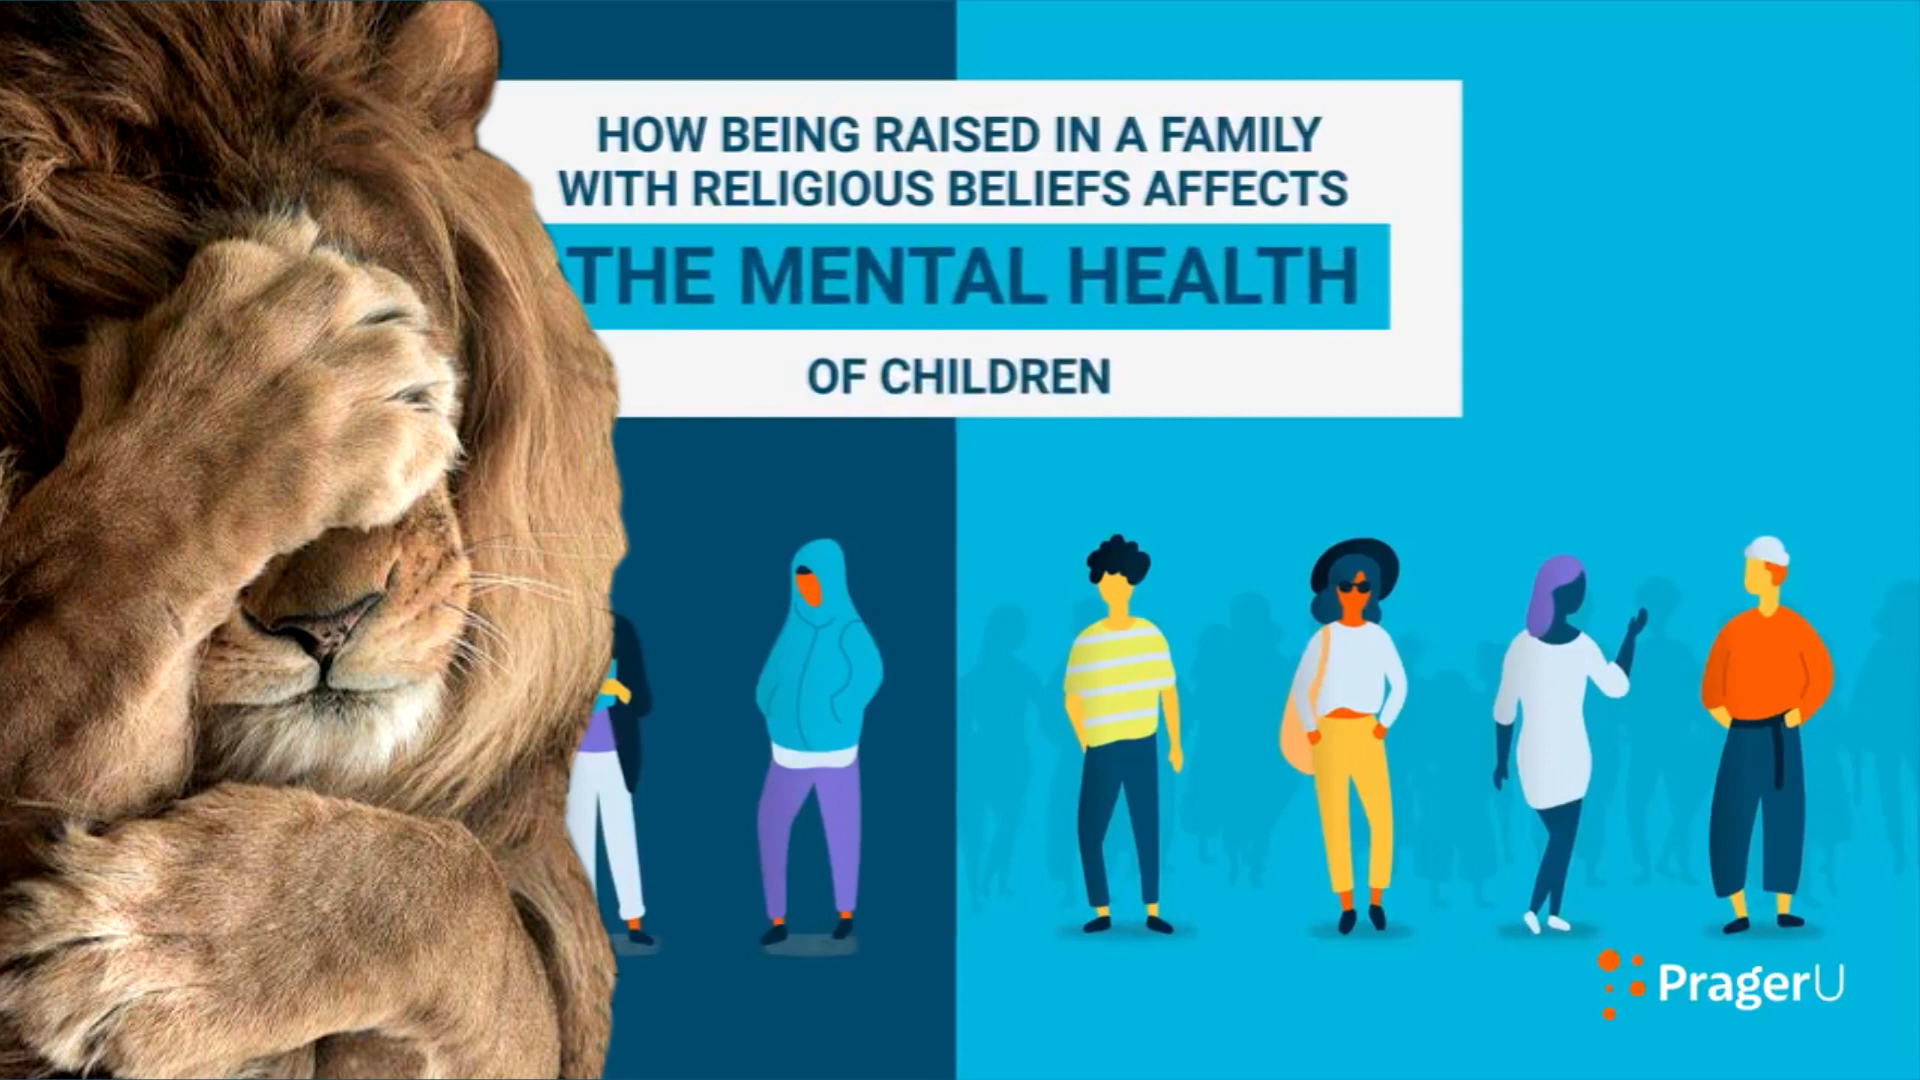 HOW BEING RAISED IN A FAMILY
WITH RELIGIOUS BELIEFS AFFECTS
THE MENTAL HEALTH
OF CHILDREN
PragerU